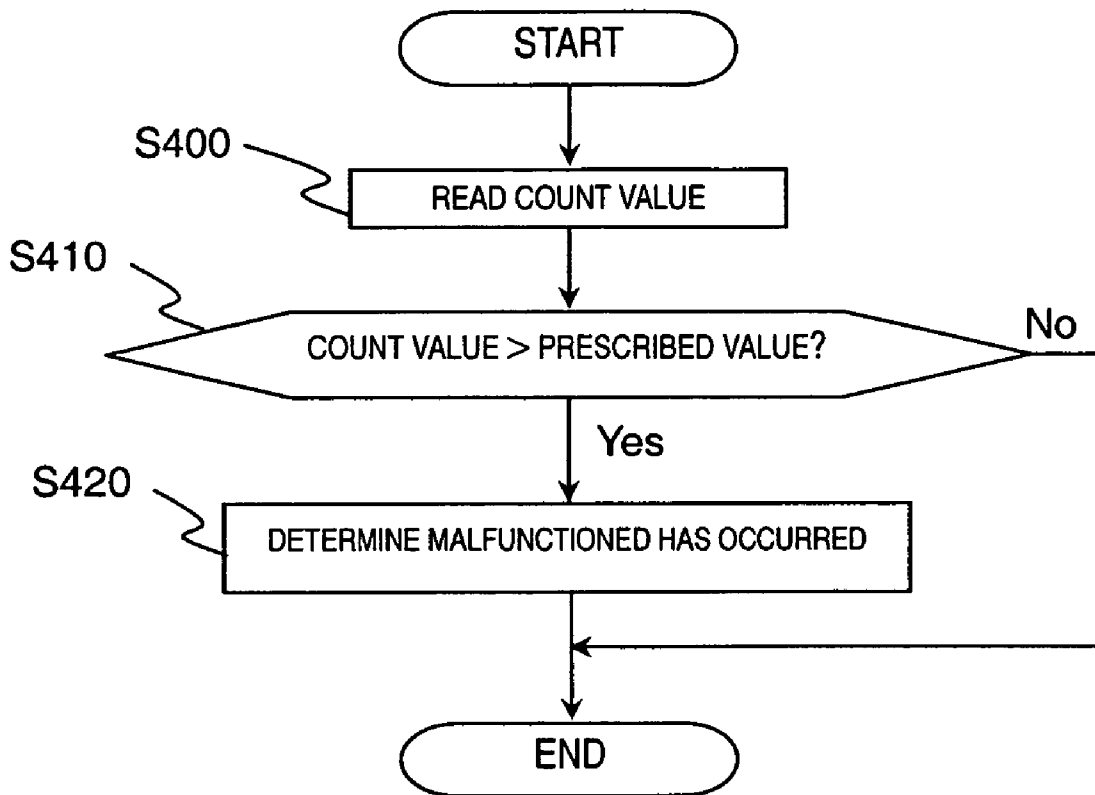 START
S400
READ COUNT VALUE
S410
COUNT VALUE > PRESCRIBED VALUE?
No
Yes
S420
DETERMINE MALFUNCTIONED HAS OCCURRED
END